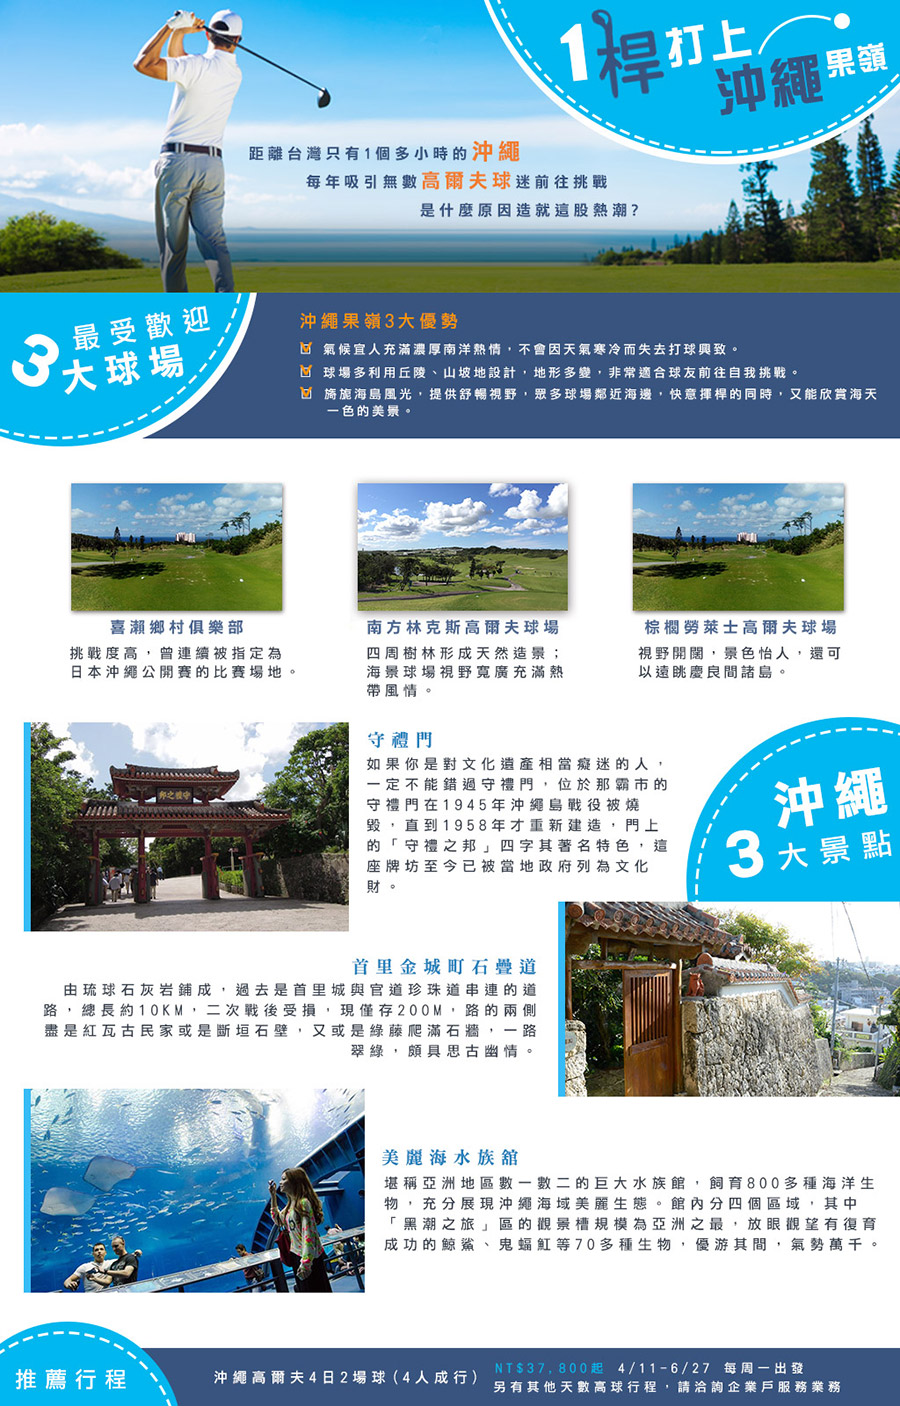 1桿打上沖繩果嶺
距離台灣只有1個多小時的沖繩
每年吸引無數高爾夫球迷前往挑戰
是什麼原因造就這股熱潮?
3最受歡迎
大球場
沖繩果嶺3大優勢
氣候宜人充滿濃厚南洋熱情，不會因天氣寒冷而失去打球興致。
球場多利用丘陵、山坡地設計，地形多變，非常適合球友前往自我挑戰。
旖旎海島風光，提供舒暢視野，眾多球場鄰近海邊，快意揮桿的同時，又能欣賞海天
一色的美景。
喜瀨鄉村俱樂部
挑戰度高，曾連續被指定為
日本沖繩公開賽的比賽場地。
南方林克斯高爾夫球場
四周樹林形成天然造景；
海景球場視野寬廣充滿熱
帶風情。
棕櫚勞萊士高爾夫球場
視野開闊，景色怡人，還可
以遠眺慶良間諸島。
沖繩
3大景點
守禮門
如果你是對文化遺產相當癡迷的人，
一定不能錯過守禮門，位於那霸市的
守禮門在1945年沖繩島戰役被燒
毀，直到1958年才重新建造，門上
的「守禮之邦」四字其著名特色，這
座牌坊至今已被當地政府列為文化
財。
邦之禮守
首里金城町石疊道
由琉球石灰岩鋪成，過去是首里城與官道珍珠道串連的道
路，總長約10KM，二次戰後受損，現僅存200M，路的兩側
盡是紅瓦古民家或是斷垣石壁，又或是綠藤爬滿石牆，一路
翠綠，頗具思古幽情。
美麗海水族館
堪稱亞洲地區數一數二的巨大水族館，飼育800多種海洋生
物，充分展現沖繩海域美麗生態。館內分四個區域，其中
「黑潮之旅」區的觀景槽規模為亞洲之最，放眼觀望有復育
成功的鯨鯊、鬼蝠魟等70多種生物，優游其間，氣勢萬千。
推薦行程
沖繩高爾夫4日2場球(4人成行)
NT$37,800起 4/11-6/27 每周一出發
另有其他天數高球行程，請洽詢企業戶服務業務